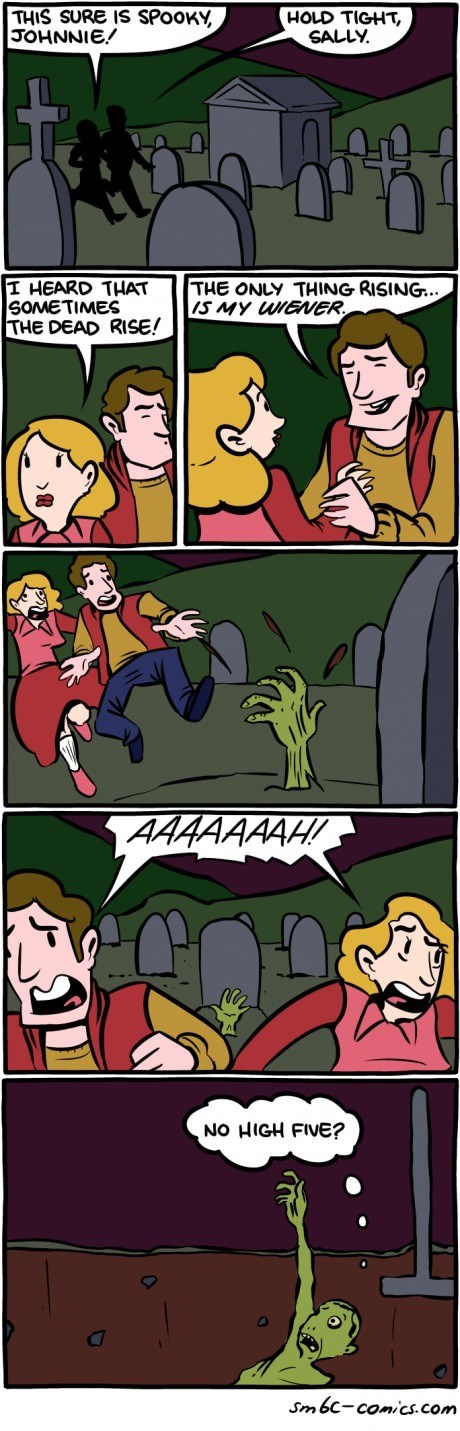 THIS SURE IS SPOOKY,
JOHNNIE!
HOLD TIGHT,
SALLY.
I HEARD THAT
SOMETIMES
THE DEAD RISE!
THE ONLY THING RISING...
IS MY WIENER.
AAAAAAAH!
NO HIGH FIVE?
smbc-comics.com